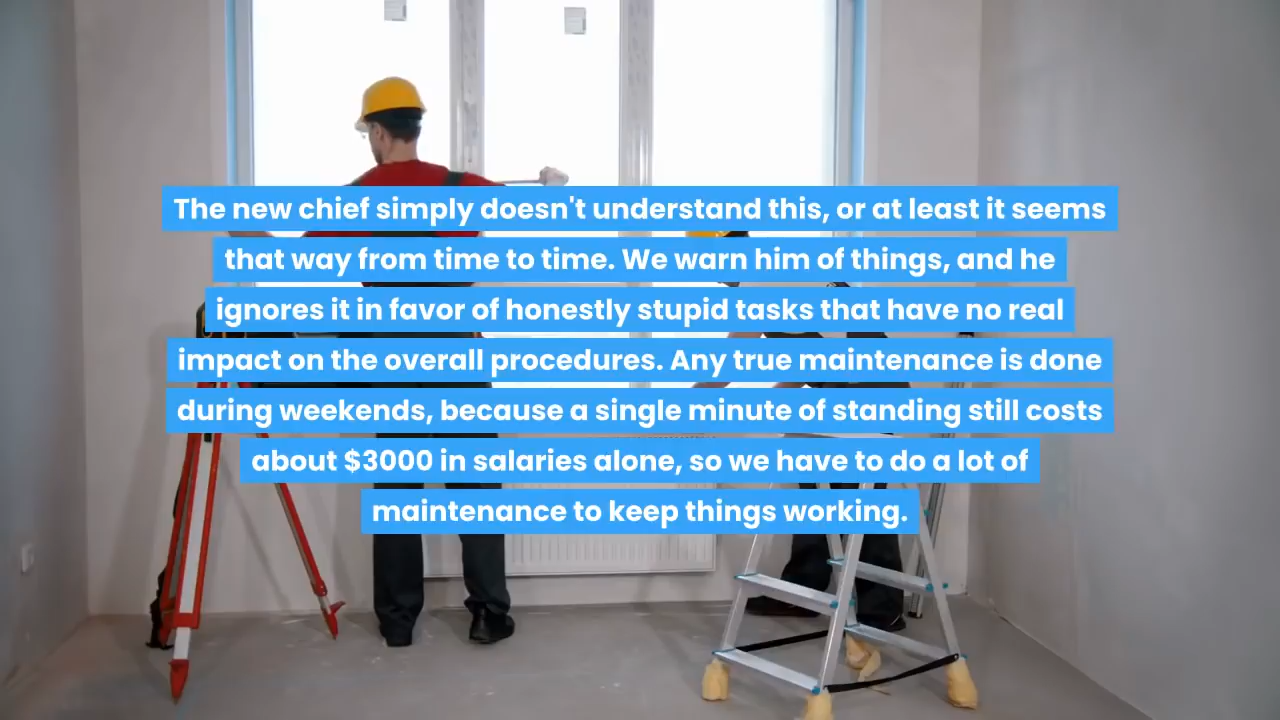 The new chief simply doesn't understand this, or at least it seems
that way from time to time. We warn him of things, and he
ignores it in favor of honestly stupid tasks that have no real
impact on the overall procedures. Any true maintenance is done
during weekends, because a single minute of standing still costs
about $3000 in salaries alone, so we have to do a lot of
maintenance to keep things working.